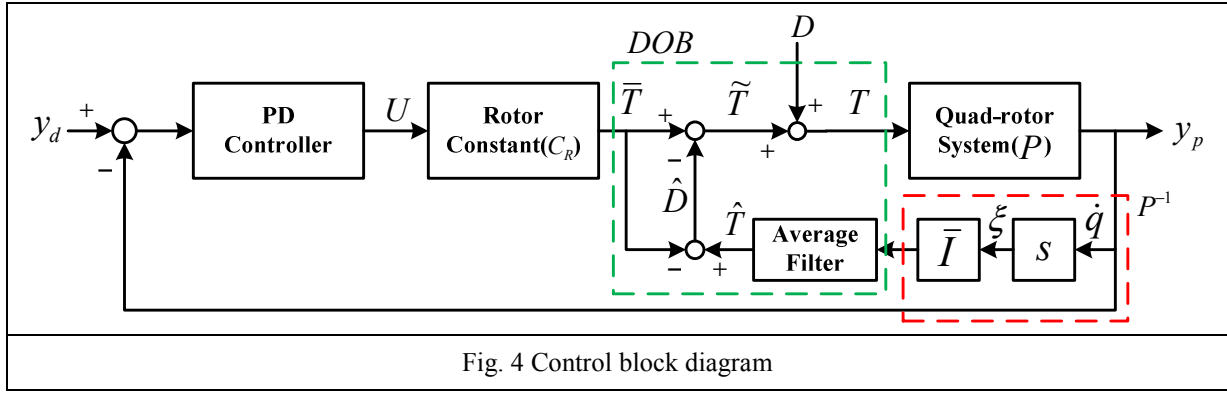 DOB
D
y_d
+
−
PD
Controller
U
Rotor
Constant(C_R)
T̅
+
−
T̃
+
+
T
Quad-rotor
System(P)
y_p
D̂
−
+
T̂
Average
Filter
I̅
ξ
s
q̇
P⁻¹
Fig. 4 Control block diagram